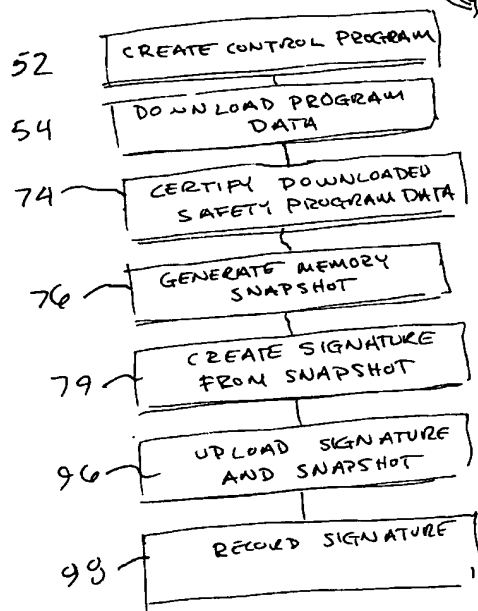 52 CREATE CONTROL PROGRAM
54 DOWNLOAD PROGRAM
DATA
74 CERTIFY DOWNLOADED
SAFETY PROGRAM DATA
76 GENERATE MEMORY
SNAPSHOT
79 CREATE SIGNATURE
FROM SNAPSHOT
96 UPLOAD SIGNATURE
AND SNAPSHOT
98 RECORD SIGNATURE